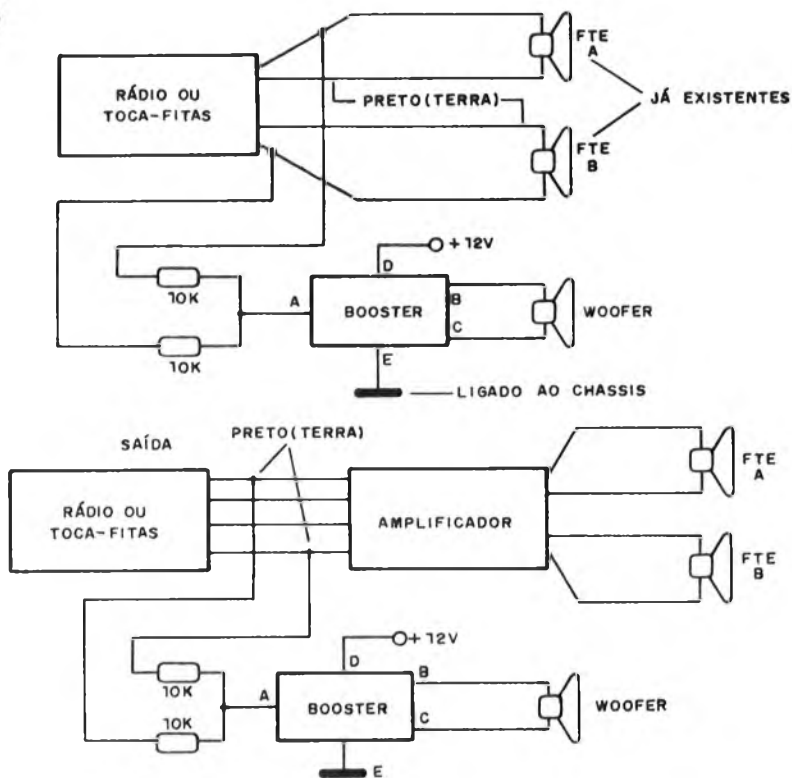 FTE
A
RÁDIO OU
TOCA-FITAS
PRETO(TERRA)
JÁ EXISTENTES
FTE
B
+12V
D
10K
A
BOOSTER
B
C
WOOFER
10K
E
LIGADO AO CHASSIS
SAÍDA
PRETO(TERRA)
FTE
A
RÁDIO OU
TOCA-FITAS
AMPLIFICADOR
FTE
B
+12V
D
B
10K
A
BOOSTER
C
WOOFER
10K
E